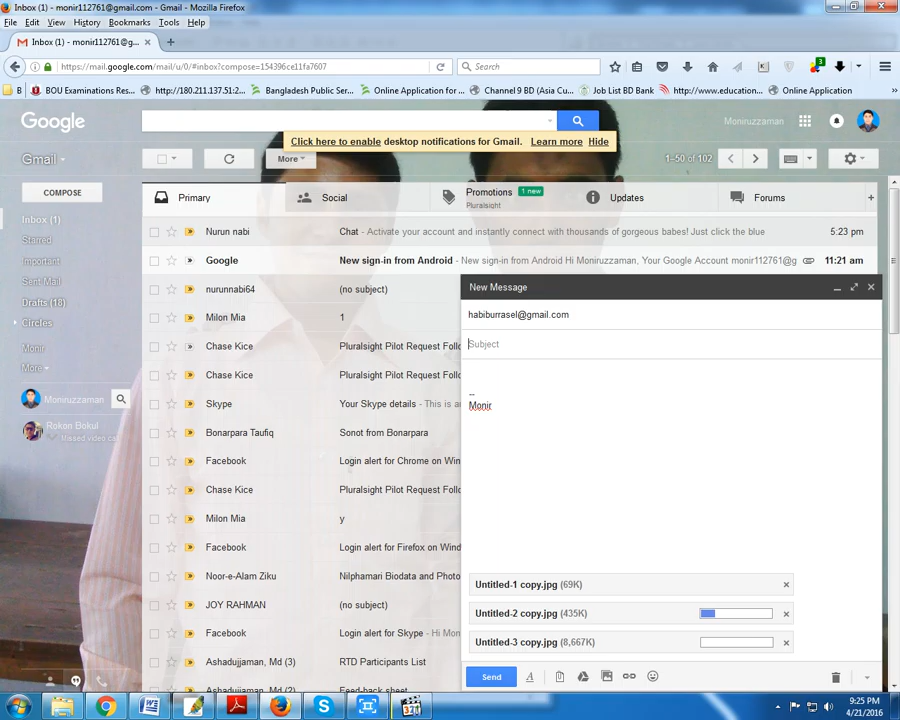 Inbox (1) - monir112761@gmail.com - Gmail - Mozilla Firefox
File Edit View History Bookmarks Tools Help
Inbox (1) - monir112761@g...
https://mail.google.com/mail/u/0/#inbox?compose=154396ce11fa7607
Search
3
B BOU Examinations Res... http://180.211.137.51:2... Bangladesh Public Ser... Online Application for ... Channel 9 BD (Asia Cu... Job List BD Bank http://www.education... Online Application
Google
Moniruzzaman
Click here to enable desktop notifications for Gmail. Learn more Hide
Gmail
More
1–50 of 102
COMPOSE
Primary
Social
Promotions 1 new
Pluralsight
Updates
Forums
+
Inbox (1)
Starred
Important
Sent Mail
Drafts (18)
Circles
Monir
More
Moniruzzaman
Rokon Bokul
Missed video cal
Nurun nabi Chat - Activate your account and instantly connect with thousands of gorgeous babes! Just click the blue 5:23 pm
Google New sign-in from Android - New sign-in from Android Hi Moniruzzaman, Your Google Account monir112761@g 11:21 am
nurunnabi64 (no subject)
Milon Mia 1
Chase Kice Pluralsight Pilot Request Follo
Chase Kice Pluralsight Pilot Request Follo
Skype Your Skype details - This is an
Bonarpara Taufiq Sonot from Bonarpara
Facebook Login alert for Chrome on Win
Chase Kice Pluralsight Pilot Request Follo
Milon Mia y
Facebook Login alert for Firefox on Wind
Noor-e-Alam Ziku Nilphamari Biodata and Photo
JOY RAHMAN (no subject)
Facebook Login alert for Skype - Hi Mon
Ashadujjaman, Md (3) RTD Participants List
Ashadujjaman, Md (2) Feed-back sheet
New Message
habiburrasel@gmail.com
Subject
--
Monir
Untitled-1 copy.jpg (69K)
Untitled-2 copy.jpg (435K)
Untitled-3 copy.jpg (8,667K)
Send
9:25 PM
4/21/2016